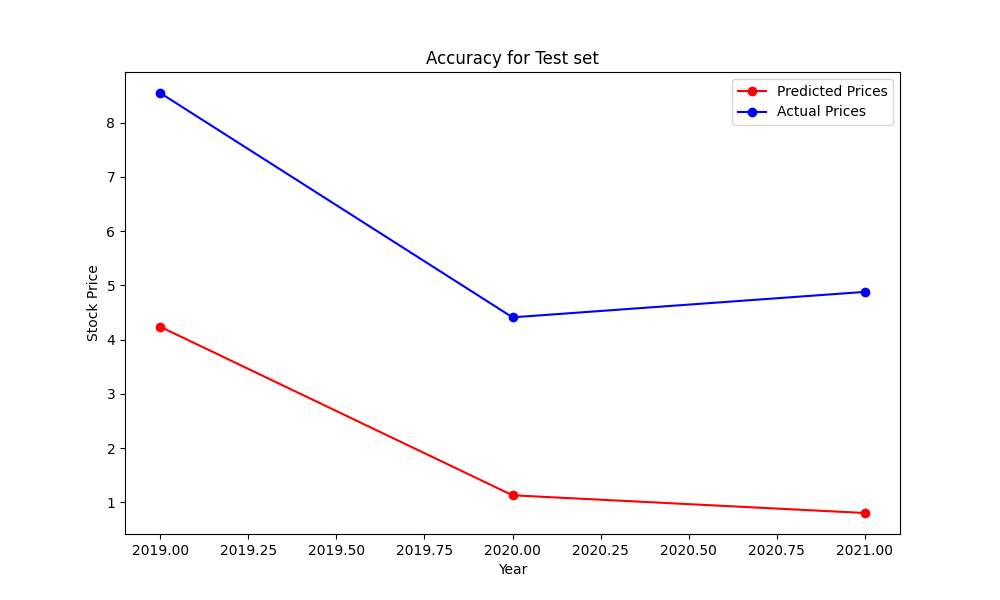 Accuracy for Test set
Predicted Prices
Actual Prices
8
7
6
5
4
3
2
1
Stock Price
2019.00 2019.25 2019.50 2019.75 2020.00 2020.25 2020.50 2020.75 2021.00
Year